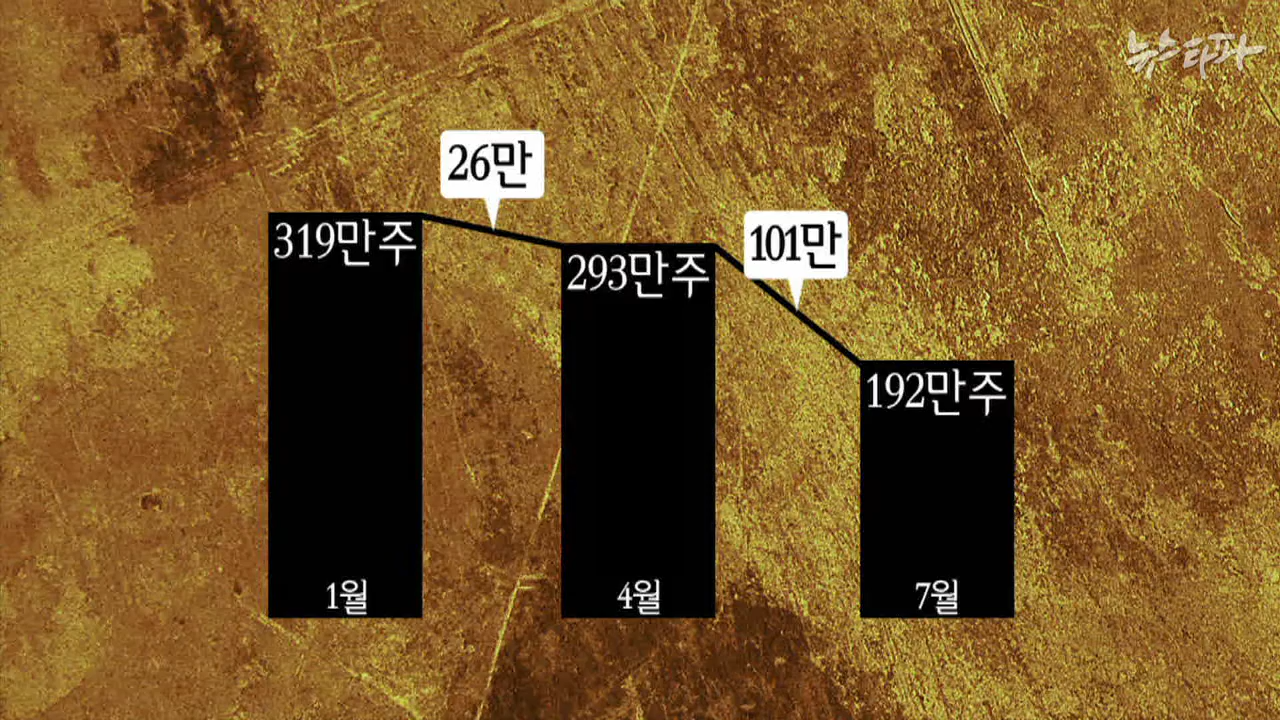 뉴스타파
26만
319만 주
101만
293만 주
192만 주
1월
4월
7월